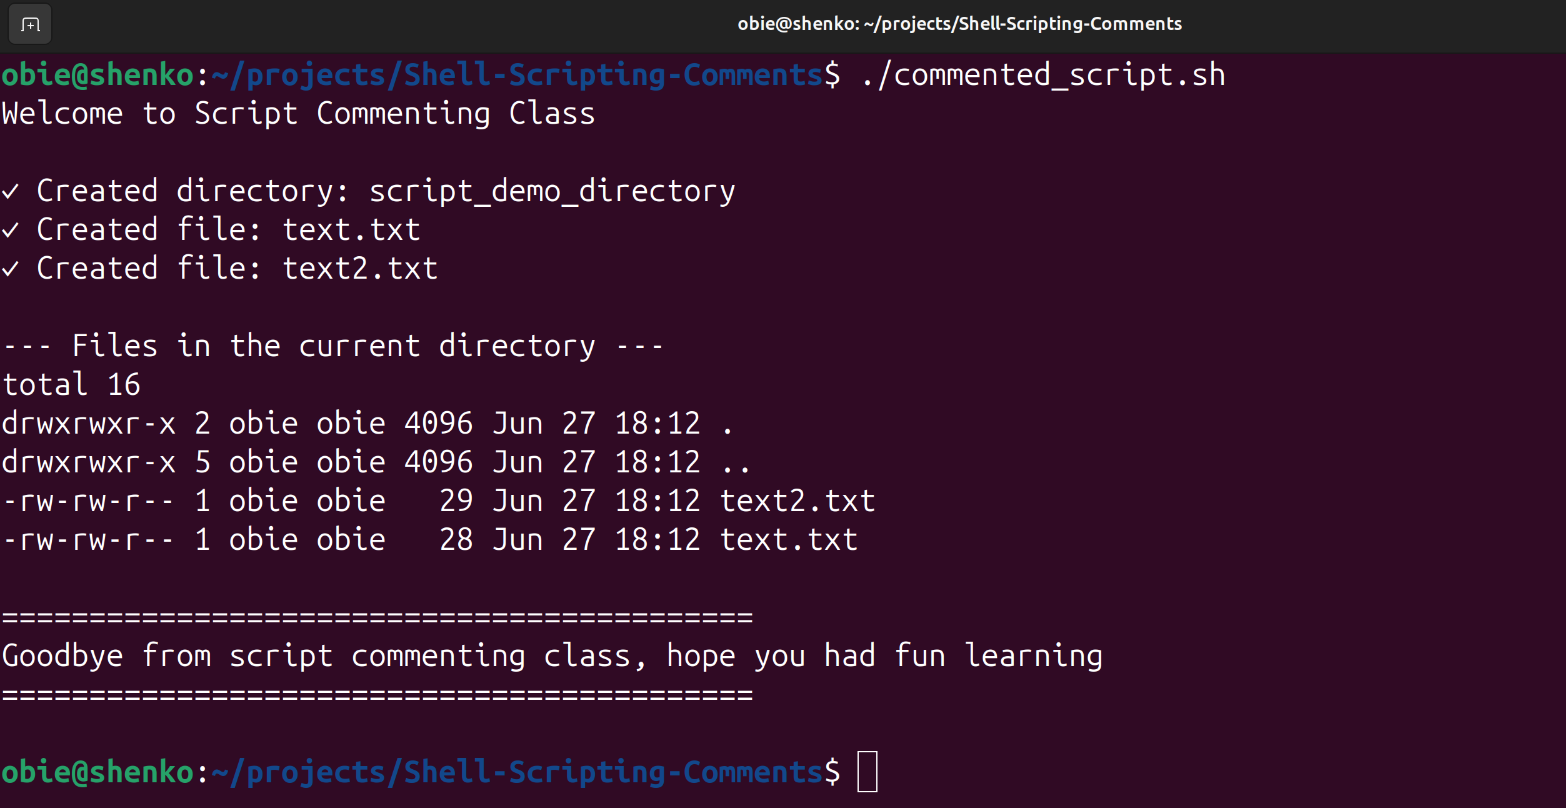 obie@shenko: ~/projects/Shell-Scripting-Comments
obie@shenko:~/projects/Shell-Scripting-Comments$ ./commented_script.sh
Welcome to Script Commenting Class
✓ Created directory: script_demo_directory
✓ Created file: text.txt
✓ Created file: text2.txt
--- Files in the current directory ---
total 16
drwxrwxr-x 2 obie obie 4096 Jun 27 18:12 .
drwxrwxr-x 5 obie obie 4096 Jun 27 18:12 ..
-rw-rw-r-- 1 obie obie   29 Jun 27 18:12 text2.txt
-rw-rw-r-- 1 obie obie   28 Jun 27 18:12 text.txt
===========================================
Goodbye from script commenting class, hope you had fun learning
===========================================
obie@shenko:~/projects/Shell-Scripting-Comments$